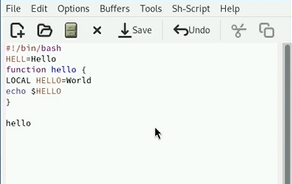 File Edit Options Buffers Tools Sh-Script Help
Save Undo
#!/bin/bash
HELL=Hello
function hello {
LOCAL HELLO=World
echo $HELLO
}
hello